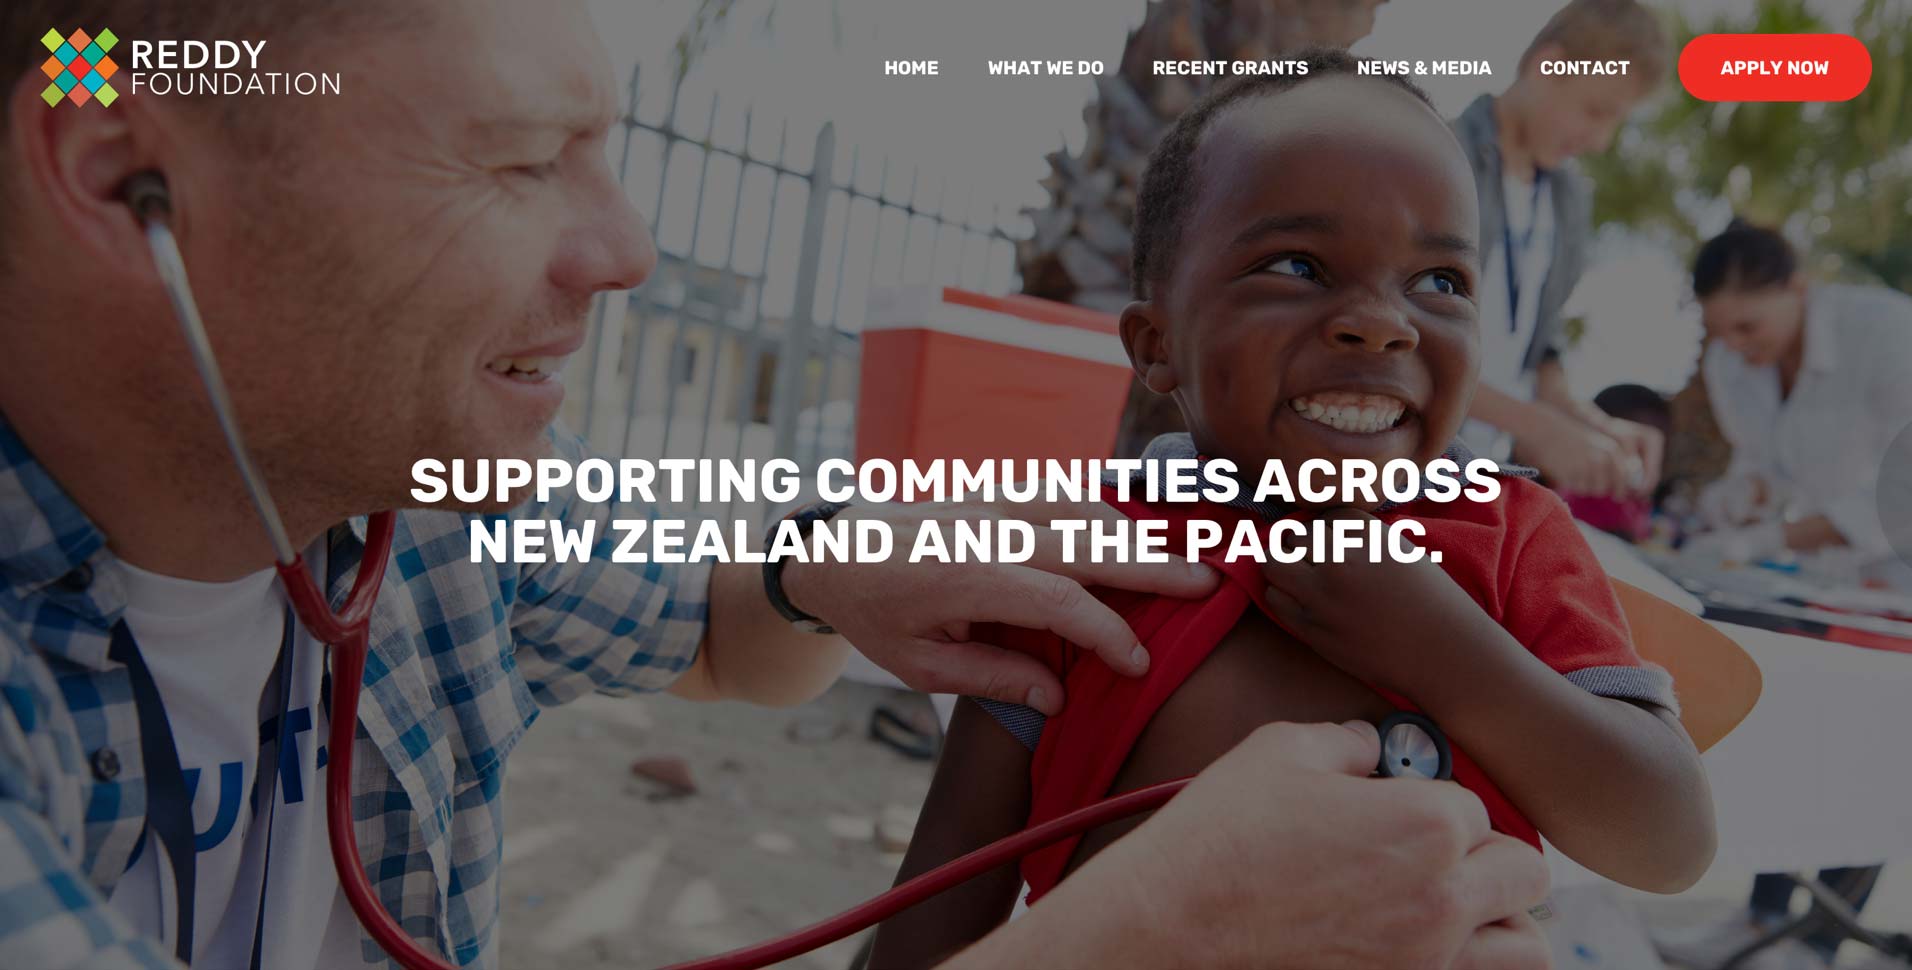 REDDY
FOUNDATION
HOME
WHAT WE DO
RECENT GRANTS
NEWS & MEDIA
CONTACT
APPLY NOW
SUPPORTING COMMUNITIES ACROSS
NEW ZEALAND AND THE PACIFIC.